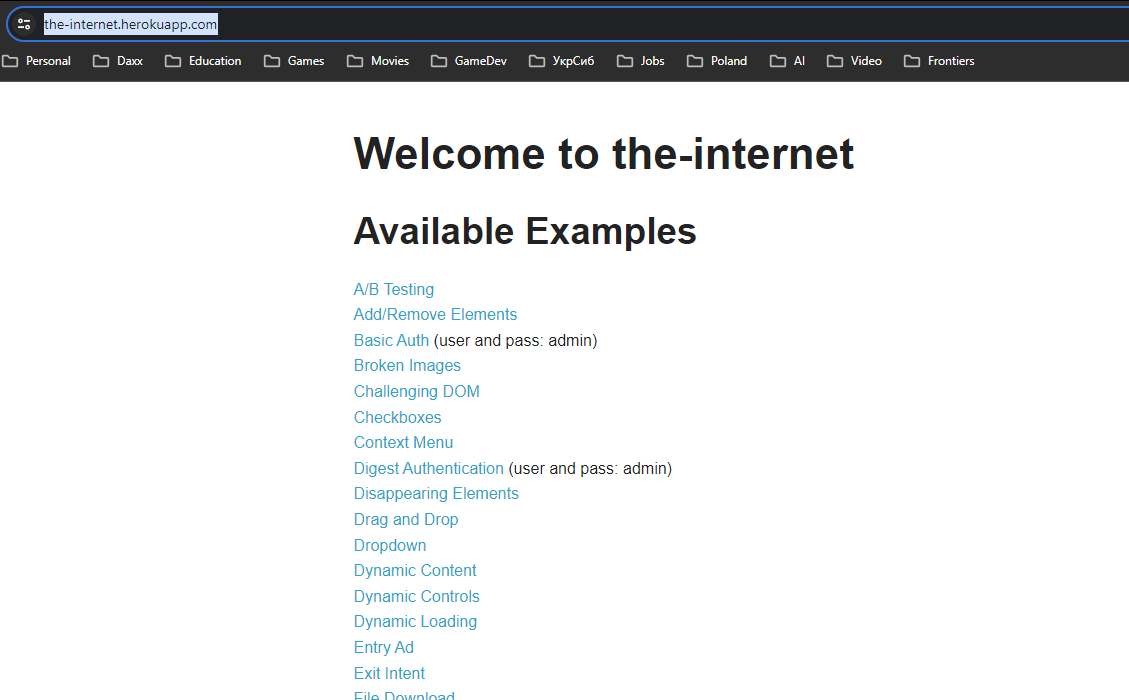 the-internet.herokuapp.com
Personal Daxx Education Games Movies GameDev УкрСиб Jobs Poland AI Video Frontiers
Welcome to the-internet
Available Examples
A/B Testing
Add/Remove Elements
Basic Auth (user and pass: admin)
Broken Images
Challenging DOM
Checkboxes
Context Menu
Digest Authentication (user and pass: admin)
Disappearing Elements
Drag and Drop
Dropdown
Dynamic Content
Dynamic Controls
Dynamic Loading
Entry Ad
Exit Intent
File Download